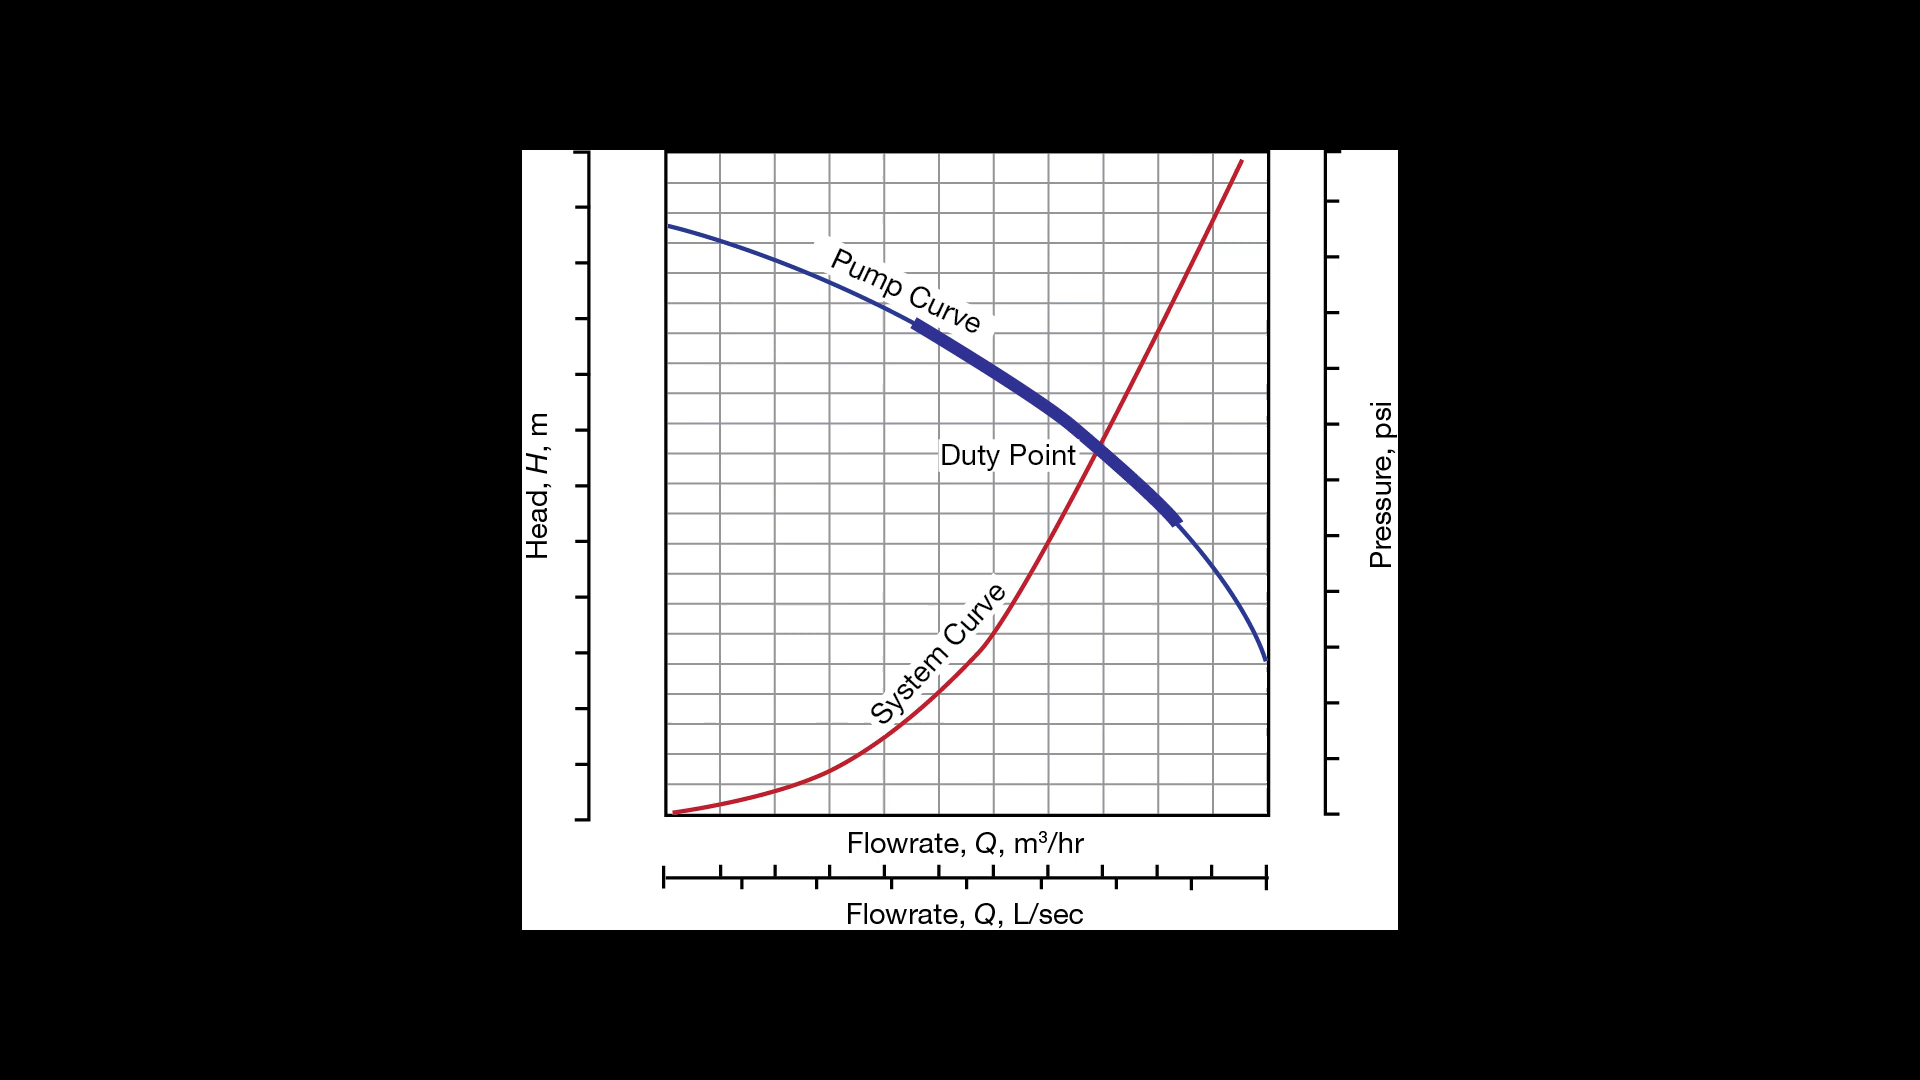 Pump Curve
Head, H, m
Duty Point
Pressure, psi
System Curve
Flowrate, Q, m³/hr
Flowrate, Q, L/sec